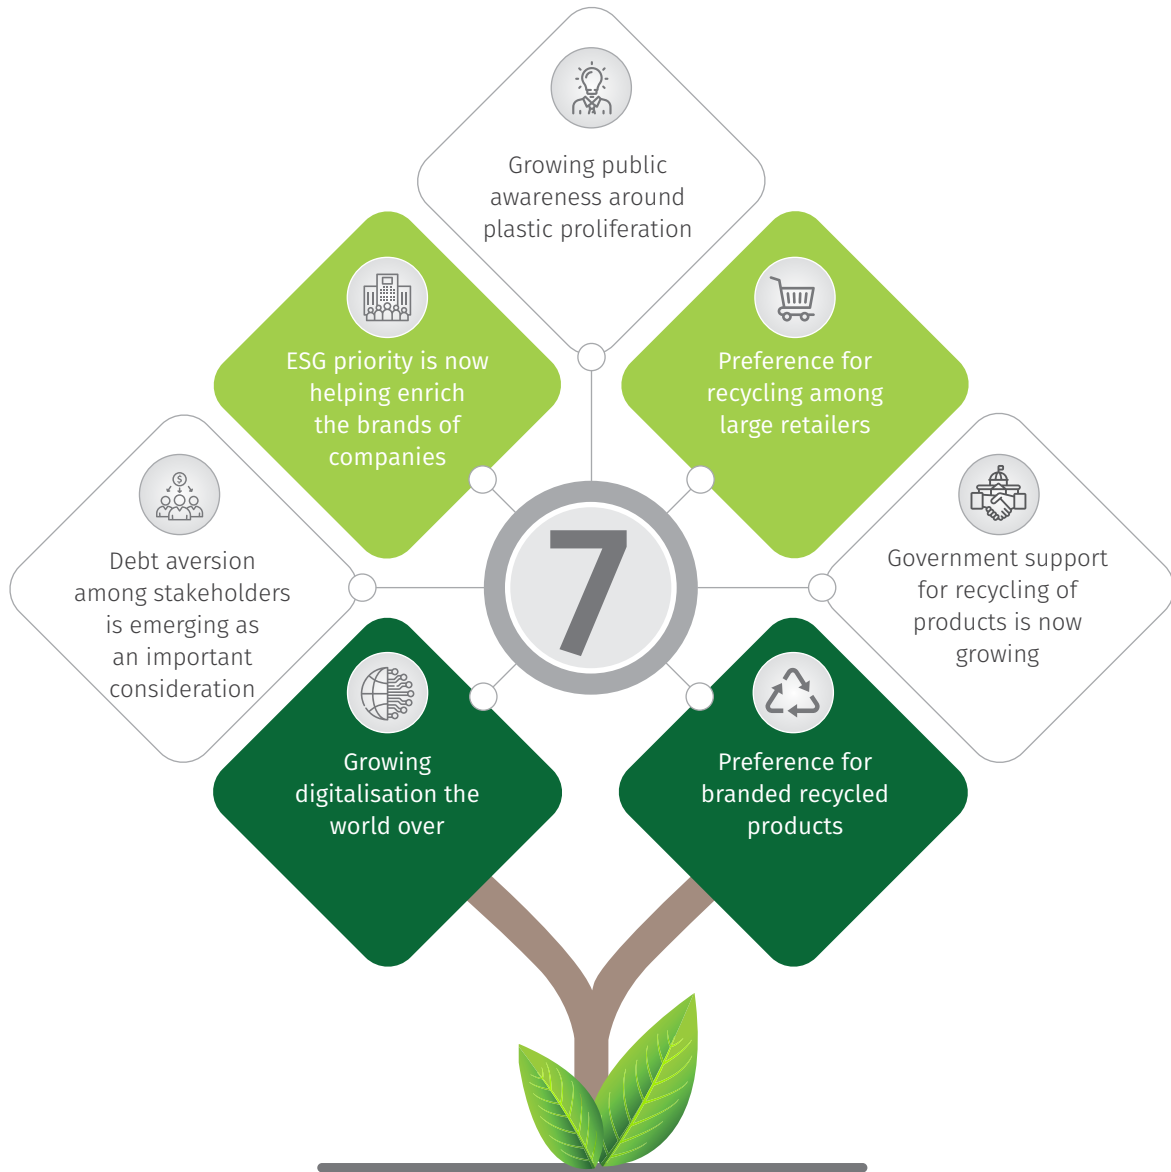 Growing public
awareness around
plastic proliferation
ESG priority is now
helping enrich
the brands of
companies
Preference for
recycling among
large retailers
Debt aversion
among stakeholders
is emerging as
an important
consideration
7
Government support
for recycling of
products is now
growing
Growing
digitalisation the
world over
Preference for
branded recycled
products